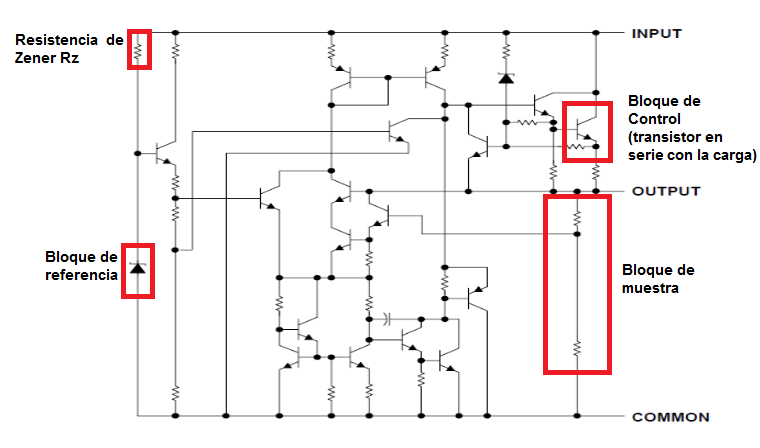 Resistencia de
Zener Rz
INPUT
Bloque de
Control
(transistor en
serie con la carga)
OUTPUT
Bloque de
referencia
Bloque de
muestra
COMMON